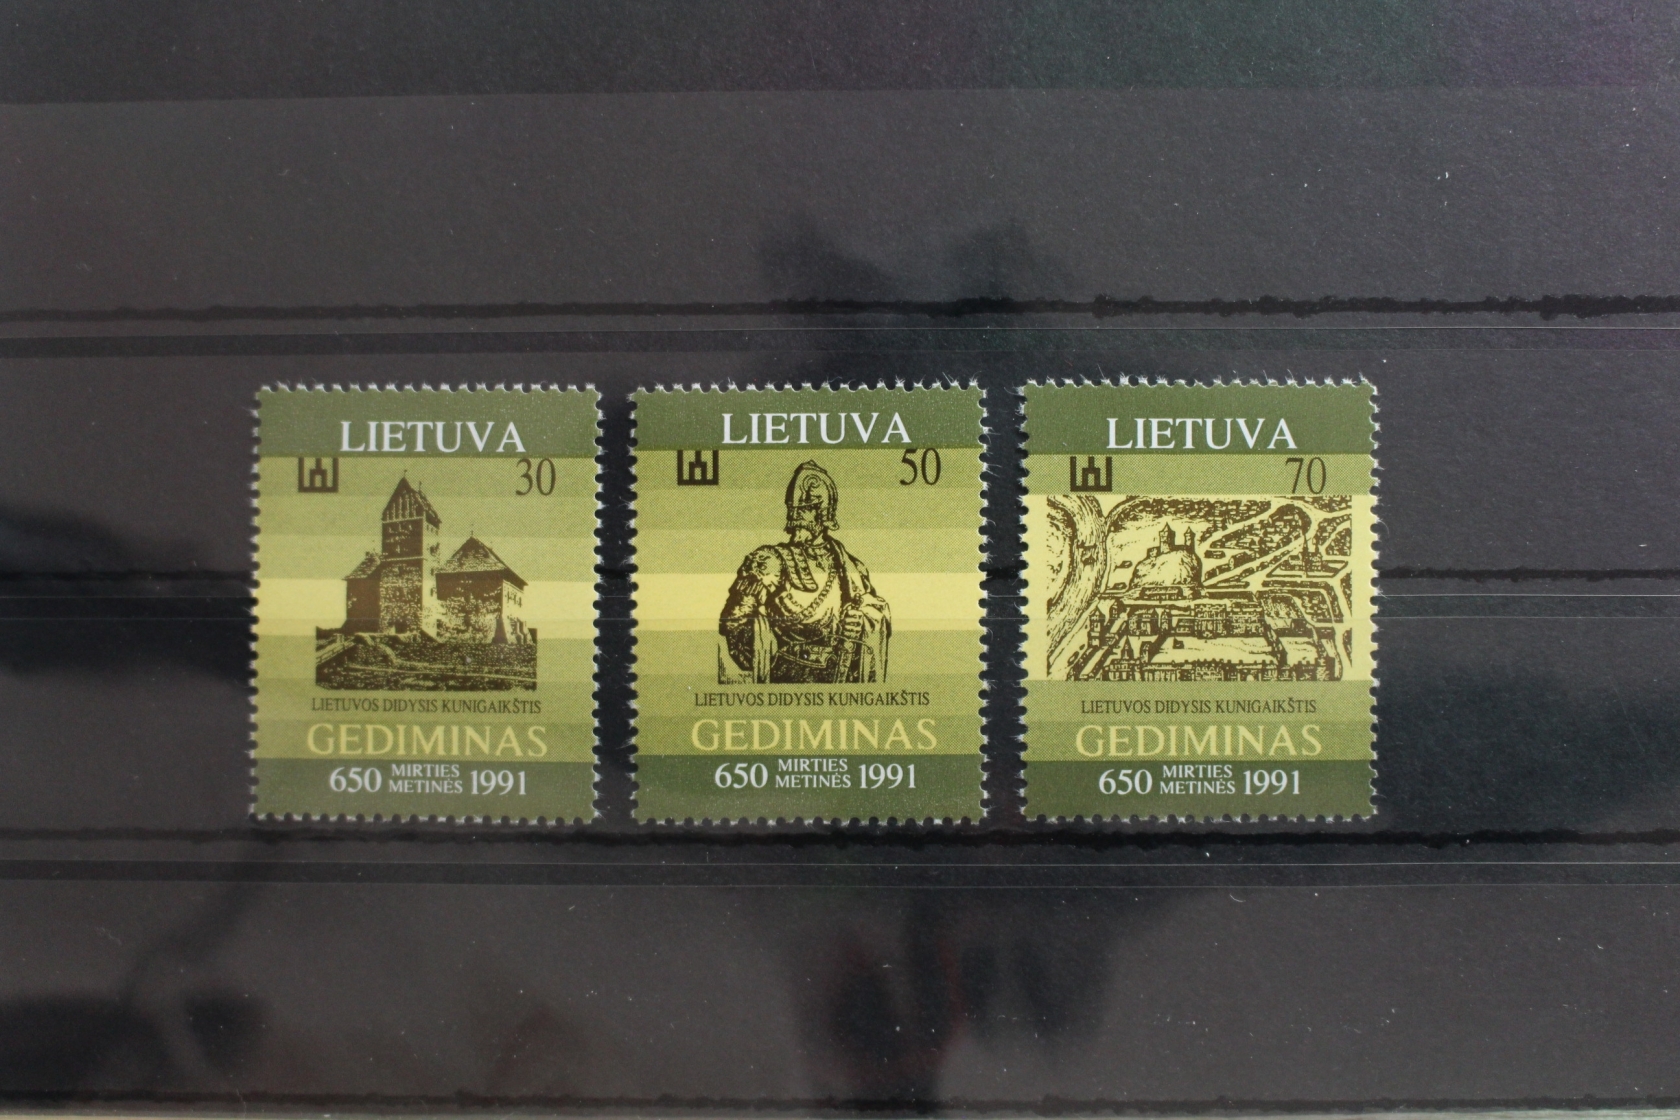 LIETUVA
30
LIETUVOS DIDYSIS KUNIGAIKŠTIS
GEDIMINAS
650 MIRTIES METINĖS 1991
LIETUVA
50
LIETUVOS DIDYSIS KUNIGAIKŠTIS
GEDIMINAS
650 MIRTIES METINĖS 1991
LIETUVA
70
LIETUVOS DIDYSIS KUNIGAIKŠTIS
GEDIMINAS
650 MIRTIES METINĖS 1991